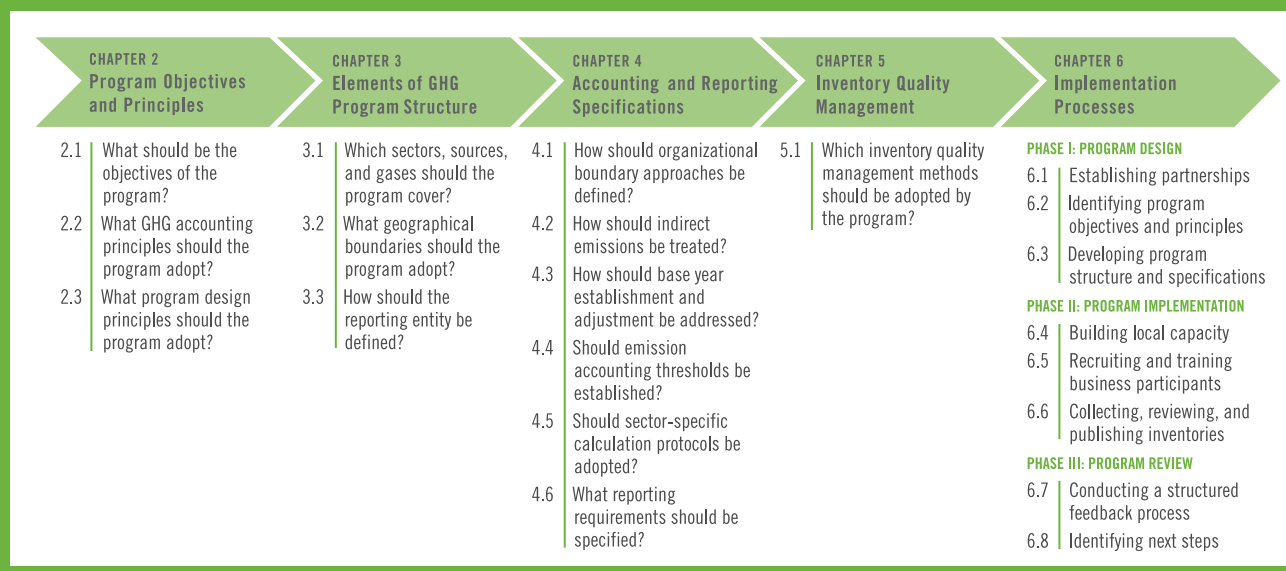 CHAPTER 2
Program Objectives
and Principles
2.1 What should be the
objectives of the
program?
2.2 What GHG accounting
principles should the
program adopt?
2.3 What program design
principles should the
program adopt?
CHAPTER 3
Elements of GHG
Program Structure
3.1 Which sectors, sources,
and gases should the
program cover?
3.2 What geographical
boundaries should the
program adopt?
3.3 How should the
reporting entity be
defined?
CHAPTER 4
Accounting and Reporting
Specifications
4.1 How should organizational
boundary approaches be
defined?
4.2 How should indirect
emissions be treated?
4.3 How should base year
establishment and
adjustment be addressed?
4.4 Should emission
accounting thresholds be
established?
4.5 Should sector-specific
calculation protocols be
adopted?
4.6 What reporting
requirements should be
specified?
CHAPTER 5
Inventory Quality
Management
5.1 Which inventory quality
management methods
should be adopted by
the program?
CHAPTER 6
Implementation
Processes
PHASE I: PROGRAM DESIGN
6.1 Establishing partnerships
6.2 Identifying program
objectives and principles
6.3 Developing program
structure and specifications
PHASE II: PROGRAM IMPLEMENTATION
6.4 Building local capacity
6.5 Recruiting and training
business participants
6.6 Collecting, reviewing, and
publishing inventories
PHASE III: PROGRAM REVIEW
6.7 Conducting a structured
feedback process
6.8 Identifying next steps